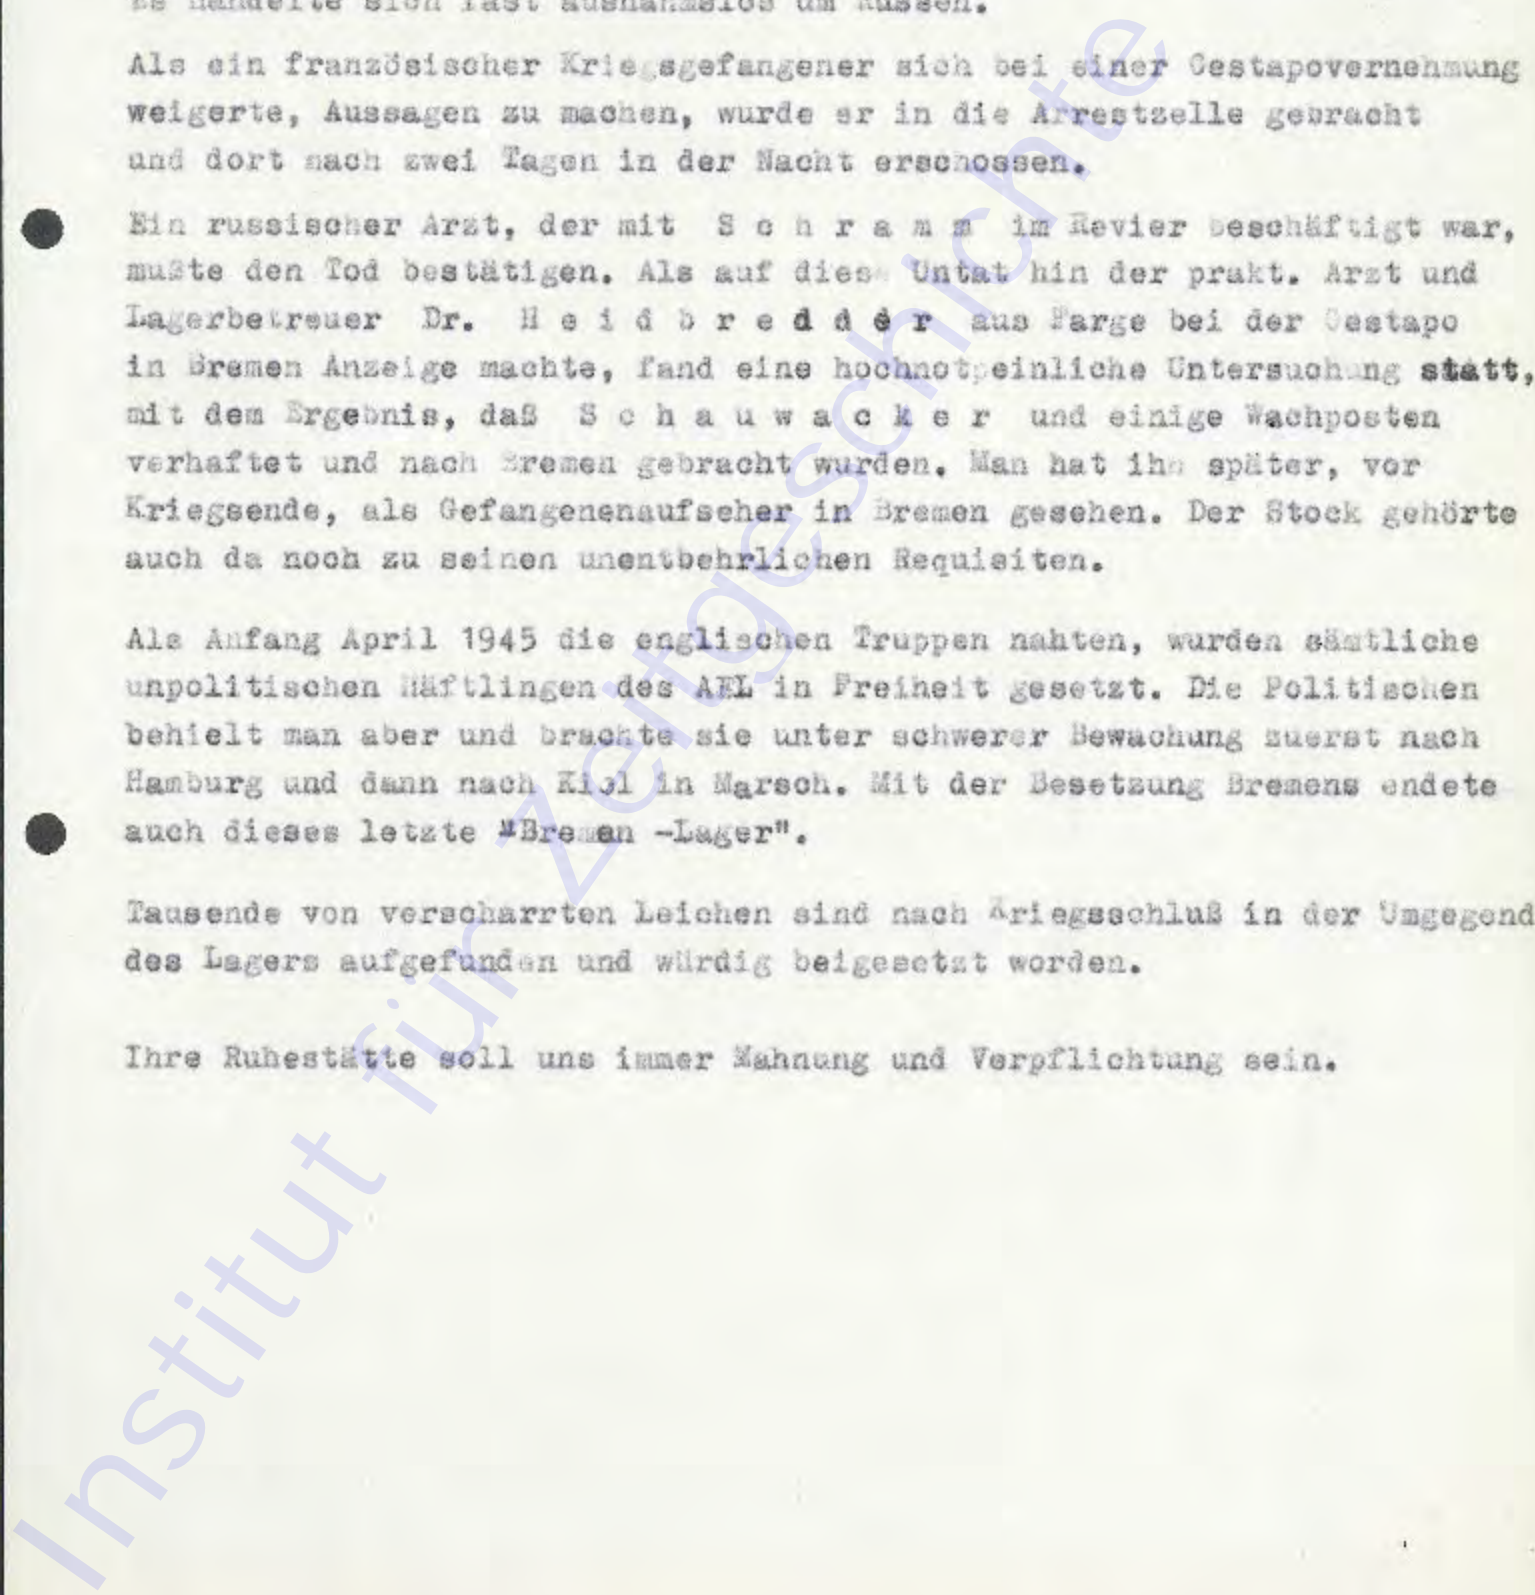 Es handelte sich fast ausnahmslos um Russen.
Als ein französischer Kriegsgefangener sich bei einer Gestapovernehmung
weigerte, Aussagen zu machen, wurde er in die Arrestzelle gebracht
und dort nach zwei Tagen in der Nacht erschossen.
Ein russischer Arzt, der mit S c h r a m m im Revier beschäftigt war,
mußte den Tod bestätigen. Als auf diese Untat hin der prakt. Arzt und
Lagerbetreuer Dr. H e i d b r e d d e r aus Farge bei der Gestapo
in Bremen Anzeige machte, fand eine hochnotpeinliche Untersuchung statt,
mit dem Ergebnis, daß S c h a u w a c k e r und einige Wachposten
verhaftet und nach Bremen gebracht wurden. Man hat ihn später, vor
Kriegsende, als Gefangenenaufseher in Bremen gesehen. Der Stock gehörte
auch da noch zu seinen unentbehrlichen Requisiten.
Als Anfang April 1945 die englischen Truppen nahten, wurden sämtliche
unpolitischen Häftlingen des AEL in Freiheit gesetzt. Die Politischen
behielt man aber und brachte sie unter schwerer Bewachung zuerst nach
Hamburg und dann nach Kiel in Marsch. Mit der Besetzung Bremens endete
auch dieses letzte "Bremen -Lager".
Tausende von verscharrten Leichen sind nach Kriegsschluß in der Umgegend
des Lagers aufgefunden und würdig beigesetzt worden.
Ihre Ruhestätte soll uns immer Mahnung und Verpflichtung sein.
Institut für Zeitgeschichte